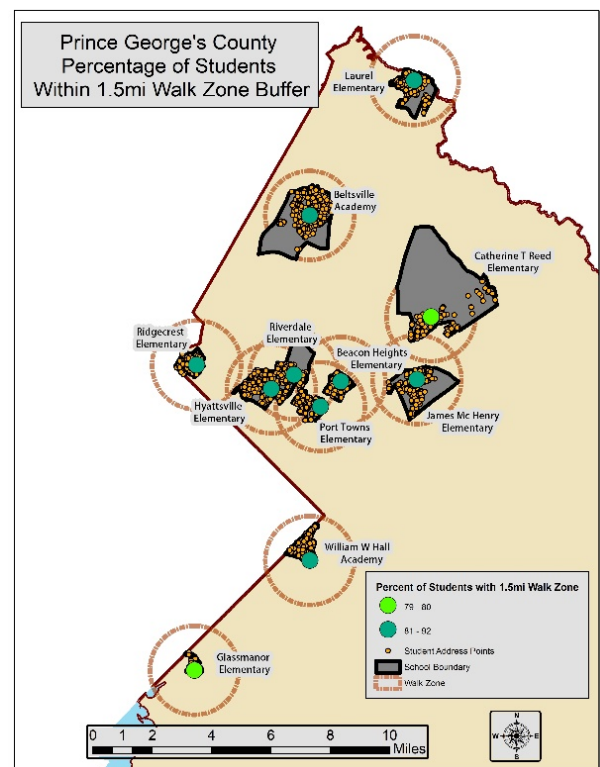 Prince George's County
Percentage of Students
Within 1.5mi Walk Zone Buffer
Laurel
Elementary
Beltsville
Academy
Catherine T Reed
Elementary
Ridgecrest
Elementary
Riverdale
Elementary
Beacon Heights
Elementary
Hyattsville
Elementary
Port Towns
Elementary
James Mc Henry
Elementary
William W Hall
Academy
Glassmanor
Elementary
Percent of Students with 1.5mi Walk Zone
79 - 80
81 - 92
Student Address Points
School Boundary
Walk Zone
0 1 2 4 6 8 10
Miles
N
W E
S